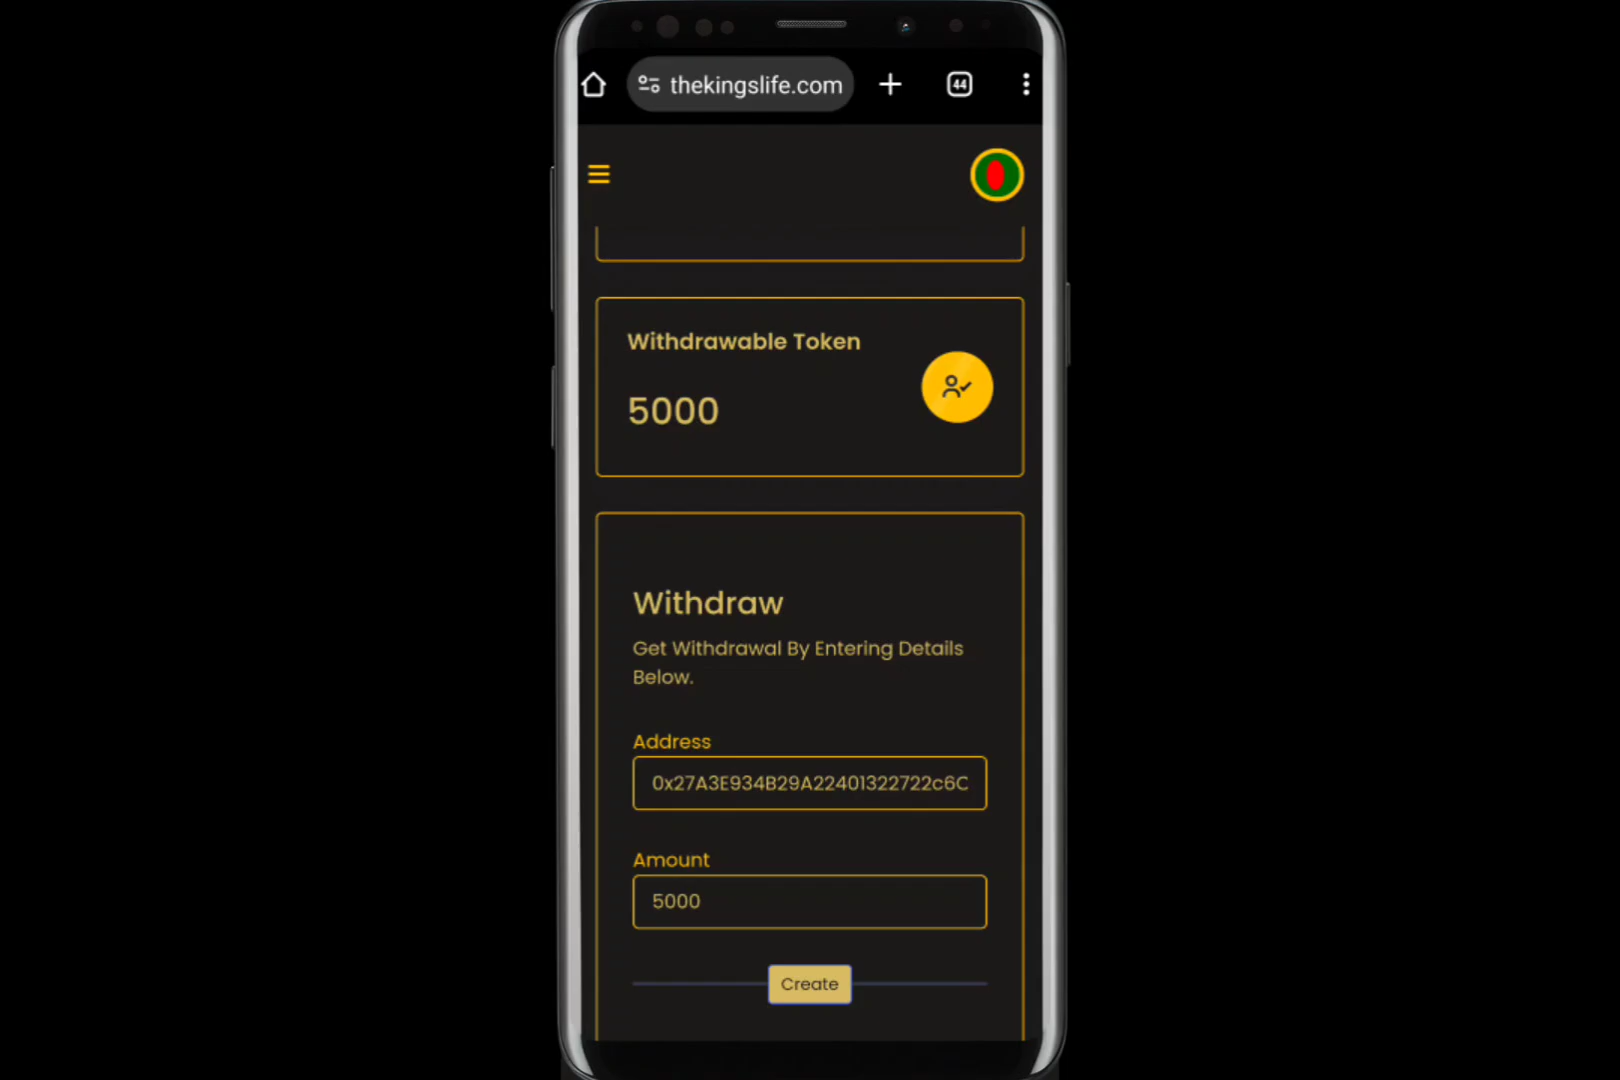 thekingslife.com
44
Withdrawable Token
5000
Withdraw
Get Withdrawal By Entering Details
Below.
Address
0x27A3E934B29A22401322722c6C
Amount
5000
Create